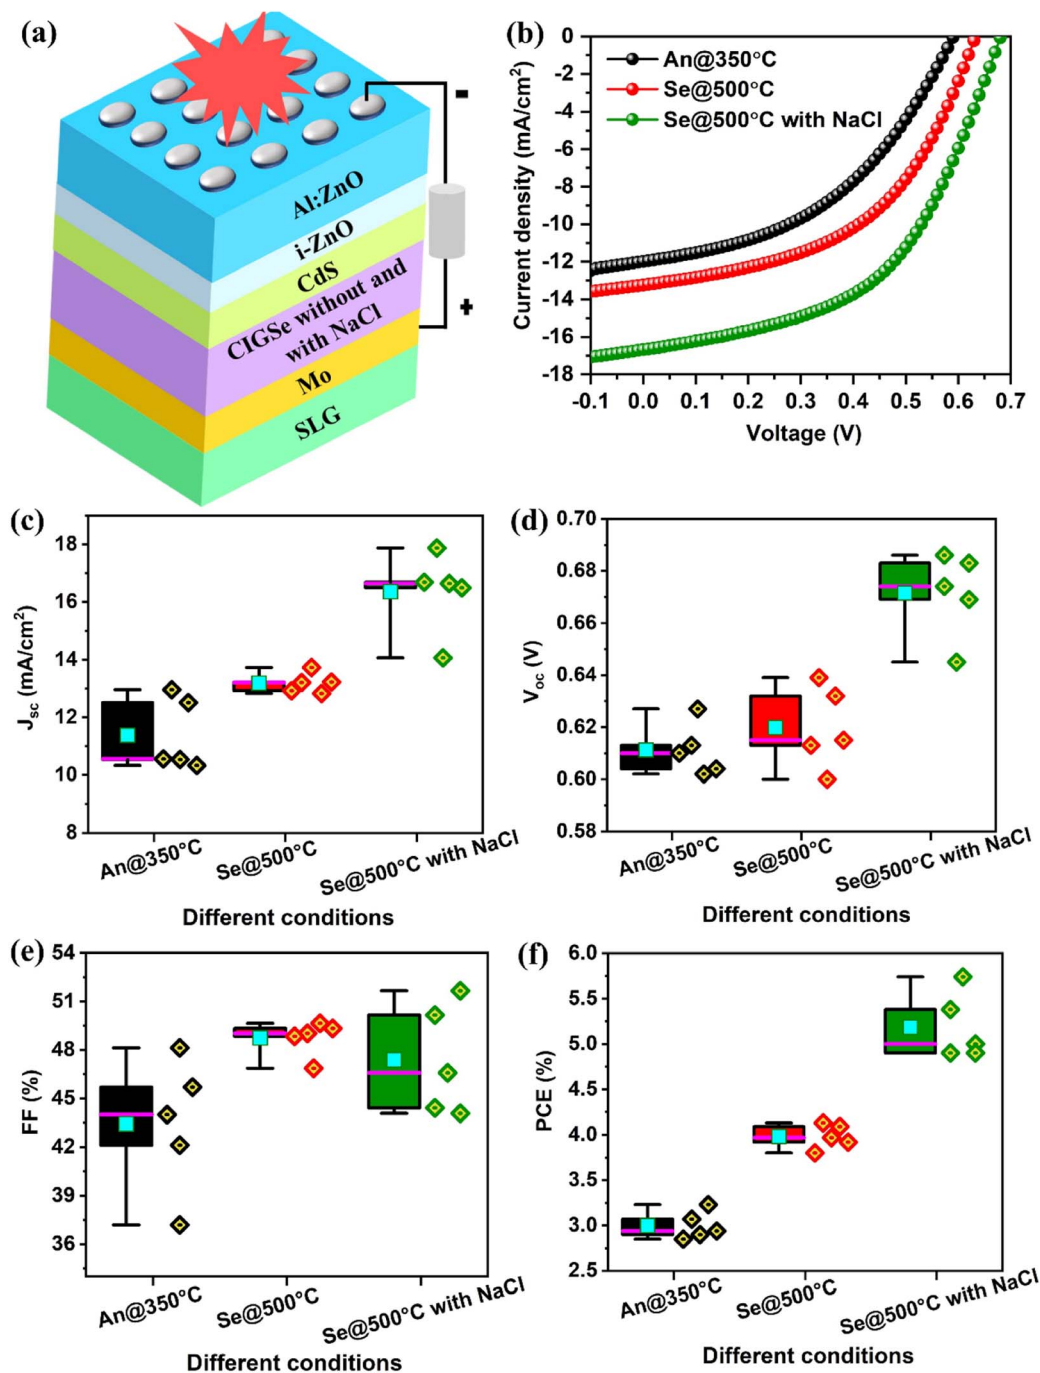 (a)
-
Al:ZnO
i-ZnO
CdS
CIGSe without and
with NaCl
+
Mo
SLG
(b)
An@350°C
Se@500°C
Se@500°C with NaCl
Current density (mA/cm²)
0
-2
-4
-6
-8
-10
-12
-14
-16
-18
-0.1 0.0 0.1 0.2 0.3 0.4 0.5 0.6 0.7
Voltage (V)
(c)
Jsc (mA/cm²)
18
16
14
12
10
8
An@350°C
Se@500°C
Se@500°C with NaCl
Different conditions
(d)
Voc (V)
0.70
0.68
0.66
0.64
0.62
0.60
0.58
An@350°C
Se@500°C
Se@500°C with NaCl
Different conditions
(e)
FF (%)
54
51
48
45
42
39
36
An@350°C
Se@500°C
Se@500°C with NaCl
Different conditions
(f)
PCE (%)
6.0
5.5
5.0
4.5
4.0
3.5
3.0
2.5
An@350°C
Se@500°C
Se@500°C with NaCl
Different conditions